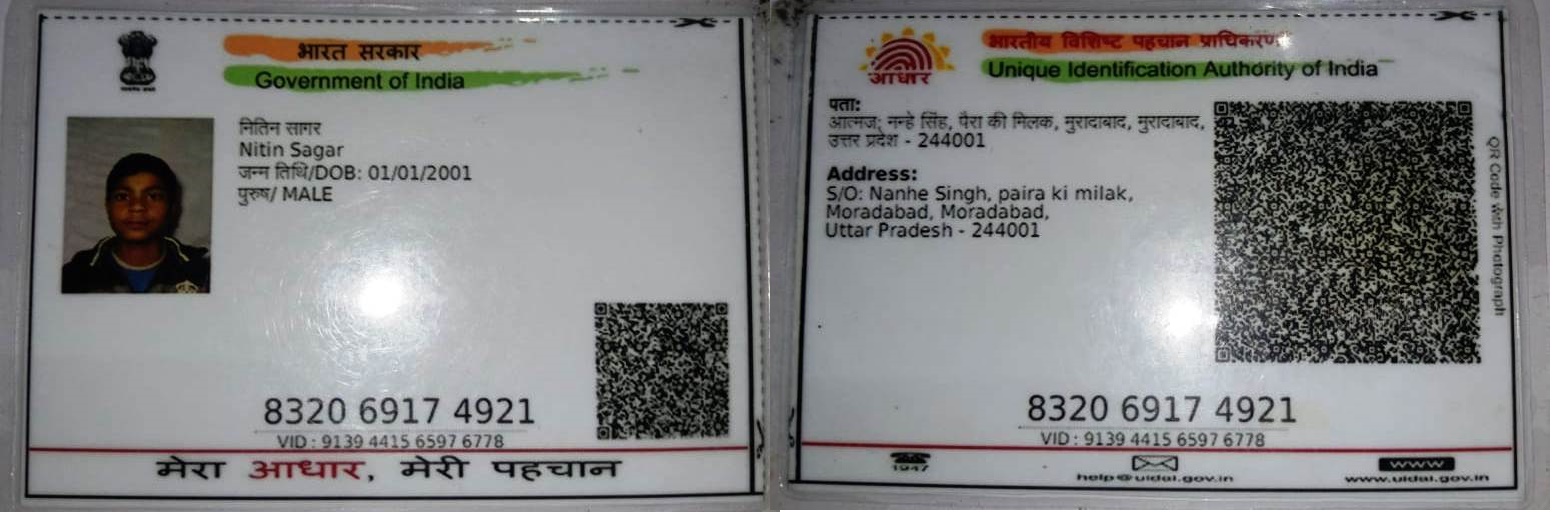 भारत सरकार
Government of India
नितिन सागर
Nitin Sagar
जन्म तिथि/DOB: 01/01/2001
पुरुष/ MALE
8320 6917 4921
VID : 9139 4415 6597 6778
मेरा आधार, मेरी पहचान
आधार
भारतीय विशिष्ट पहचान प्राधिकरण
Unique Identification Authority of India
पता:
आत्मज: नन्हे सिंह, पैरा की मिलक, मुरादाबाद, मुरादाबाद,
उत्तर प्रदेश - 244001
Address:
S/O: Nanhe Singh, paira ki milak,
Moradabad, Moradabad,
Uttar Pradesh - 244001
QR Code with Photograph
8320 6917 4921
VID : 9139 4415 6597 6778
1947
help@uidai.gov.in
www
www.uidai.gov.in